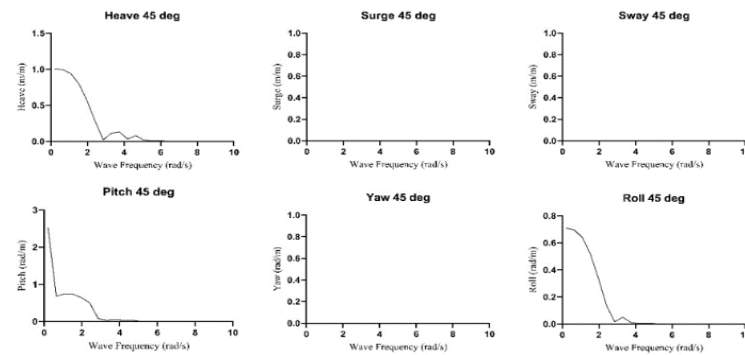 Heave 45 deg
1.5
1.0
0.5
0.0
Heave (m/m)
0 2 4 6 8 10
Wave Frequency (rad/s)
Surge 45 deg
1.0
0.8
0.6
0.4
0.2
0.0
Surge (m/m)
0 2 4 6 8 10
Wave Frequency (rad/s)
Sway 45 deg
1.0
0.8
0.6
0.4
0.2
0.0
Sway (m/m)
0 2 4 6 8 10
Wave Frequency (rad/s)
Pitch 45 deg
3
2
1
0
Pitch (rad/m)
0 2 4 6 8 10
Wave Frequency (rad/s)
Yaw 45 deg
1.0
0.8
0.6
0.4
0.2
0.0
Yaw (rad/m)
0 2 4 6 8 10
Wave Frequency (rad/s)
Roll 45 deg
0.8
0.6
0.4
0.2
0.0
Roll (rad/m)
0 2 4 6 8 10
Wave Frequency (rad/s)